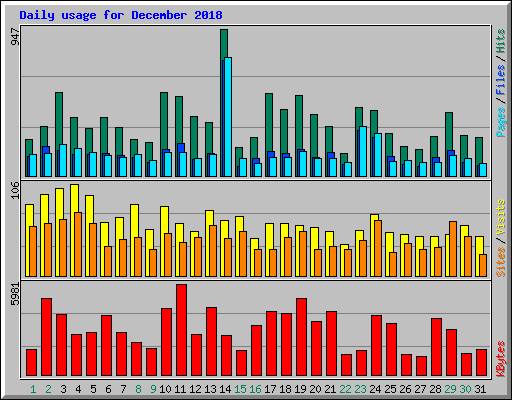 Daily usage for December 2018
947
Pages / Files / Hits
106
Sites / Visits
5981
KBytes
1 2 3 4 5 6 7 8 9 10 11 12 13 14 15 16 17 18 19 20 21 22 23 24 25 26 27 28 29 30 31